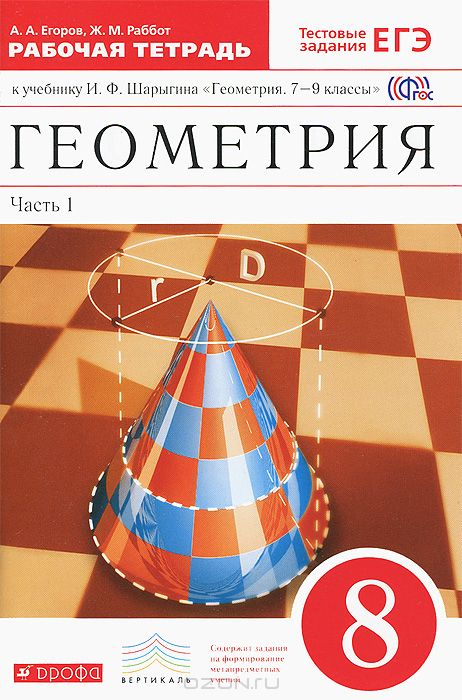 А. А. Егоров, Ж. М. Раббот
РАБОЧАЯ ТЕТРАДЬ
Тестовые
задания ЕГЭ
к учебнику И. Ф. Шарыгина «Геометрия. 7–9 классы»
ФГОС
ГЕОМЕТРИЯ
Часть 1
r
D
8
дрофа
ВЕРТИКАЛЬ
Содержит задания
на формирование
метапредметных
умений
OZON.RU